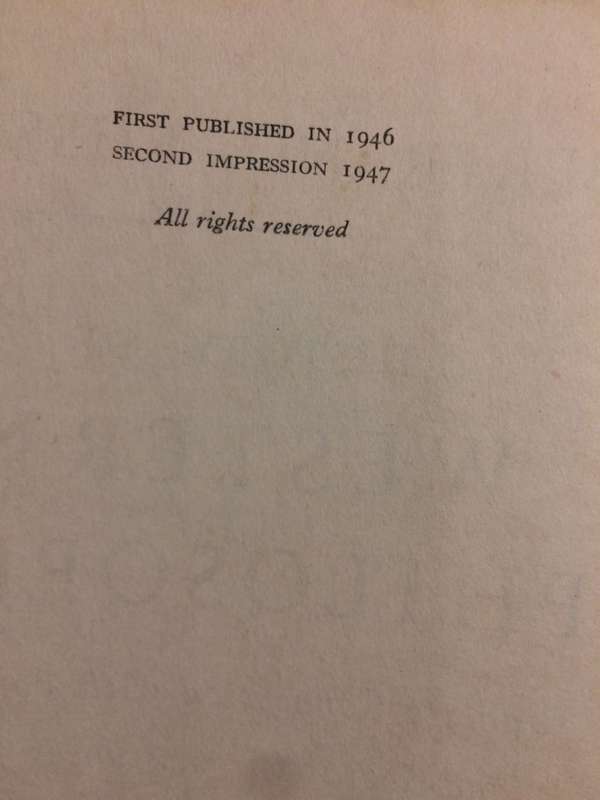 FIRST PUBLISHED IN 1946
SECOND IMPRESSION 1947
All rights reserved